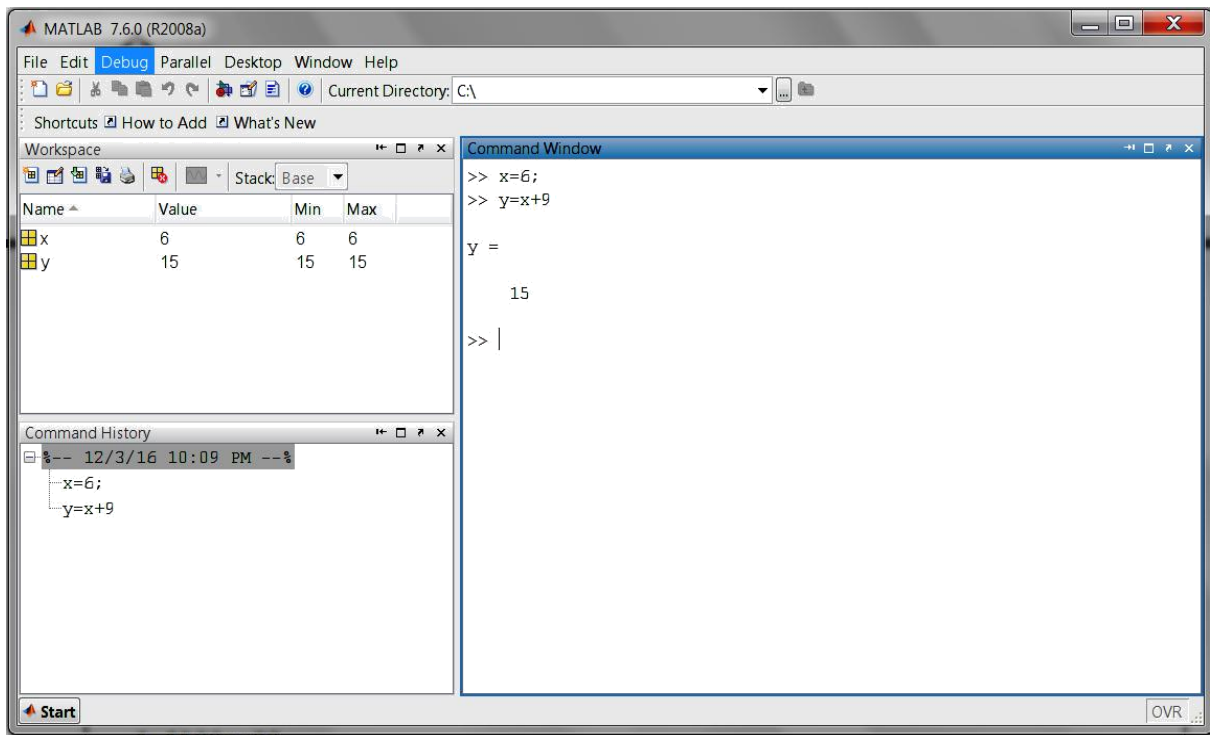 MATLAB 7.6.0 (R2008a)
File Edit Debug Parallel Desktop Window Help
Current Directory: C:\
Shortcuts How to Add What's New
Workspace
Stack: Base
Name Value Min Max
x 6 6 6
y 15 15 15
Command History
%-- 12/3/16 10:09 PM --%
x=6;
y=x+9
Command Window
>> x=6;
>> y=x+9
y =
15
>>
Start
OVR